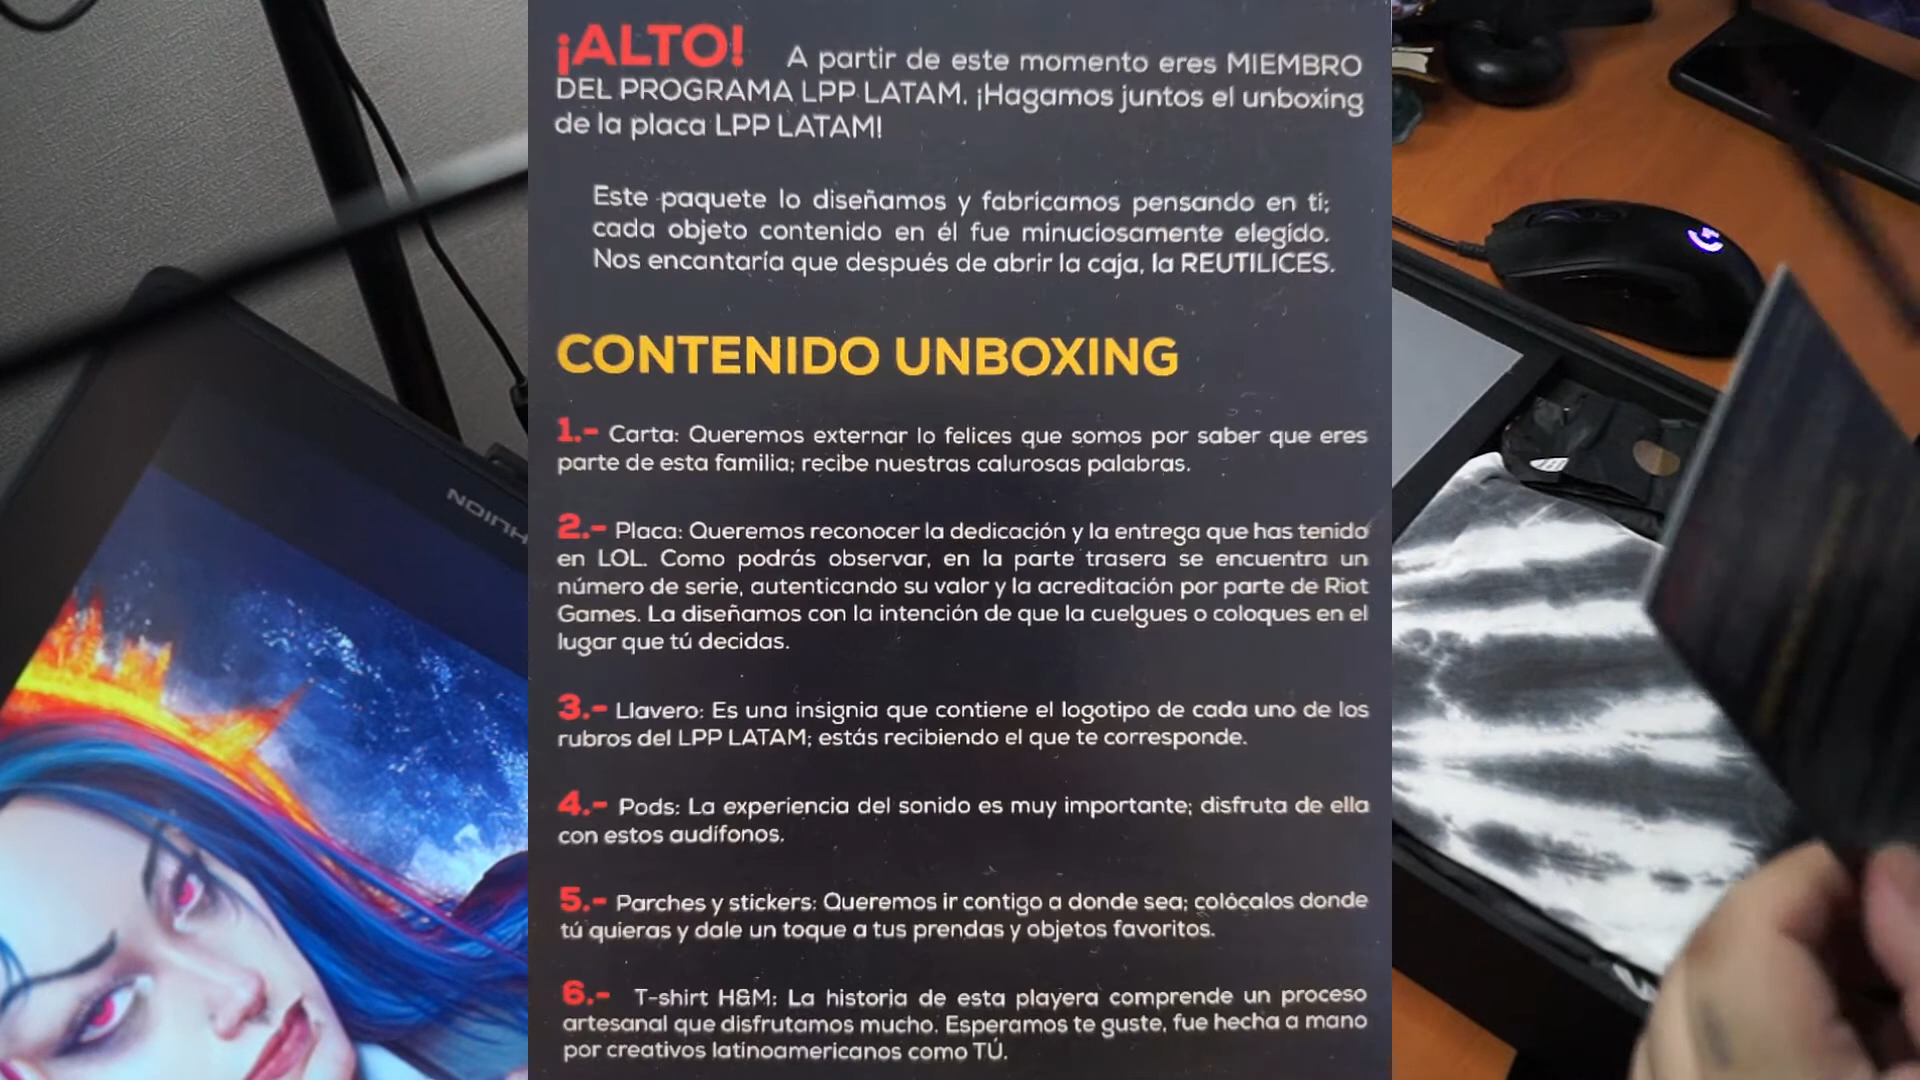 ¡ALTO! A partir de este momento eres MIEMBRO
DEL PROGRAMA LPP LATAM. ¡Hagamos juntos el unboxing
de la placa LPP LATAM!
Este paquete lo diseñamos y fabricamos pensando en ti;
cada objeto contenido en él fue minuciosamente elegido.
Nos encantaría que después de abrir la caja, la REUTILICES.
CONTENIDO UNBOXING
1.- Carta: Queremos externar lo felices que somos por saber que eres
parte de esta familia; recibe nuestras calurosas palabras.
2.- Placa: Queremos reconocer la dedicación y la entrega que has tenido
en LOL. Como podrás observar, en la parte trasera se encuentra un
número de serie, autenticando su valor y la acreditación por parte de Riot
Games. La diseñamos con la intención de que la cuelgues o coloques en el
lugar que tú decidas.
3.- Llavero: Es una insignia que contiene el logotipo de cada uno de los
rubros del LPP LATAM; estás recibiendo el que te corresponde.
4.- Pods: La experiencia del sonido es muy importante; disfruta de ella
con estos audífonos.
5.- Parches y stickers: Queremos ir contigo a donde sea; colócalos donde
tú quieras y dale un toque a tus prendas y objetos favoritos.
6.- T-shirt H&M: La historia de esta playera comprende un proceso
artesanal que disfrutamos mucho. Esperamos te guste, fue hecha a mano
por creativos latinoamericanos como TÚ.
HUION